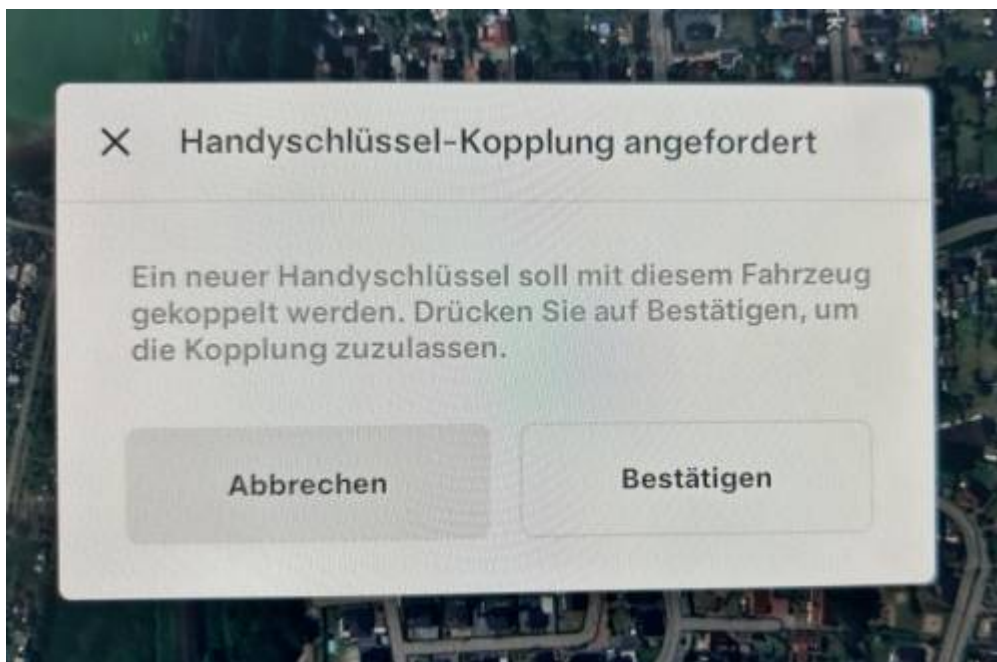 Handyschlüssel-Kopplung angefordert
Ein neuer Handyschlüssel soll mit diesem Fahrzeug
gekoppelt werden. Drücken Sie auf Bestätigen, um
die Kopplung zuzulassen.
Abbrechen
Bestätigen